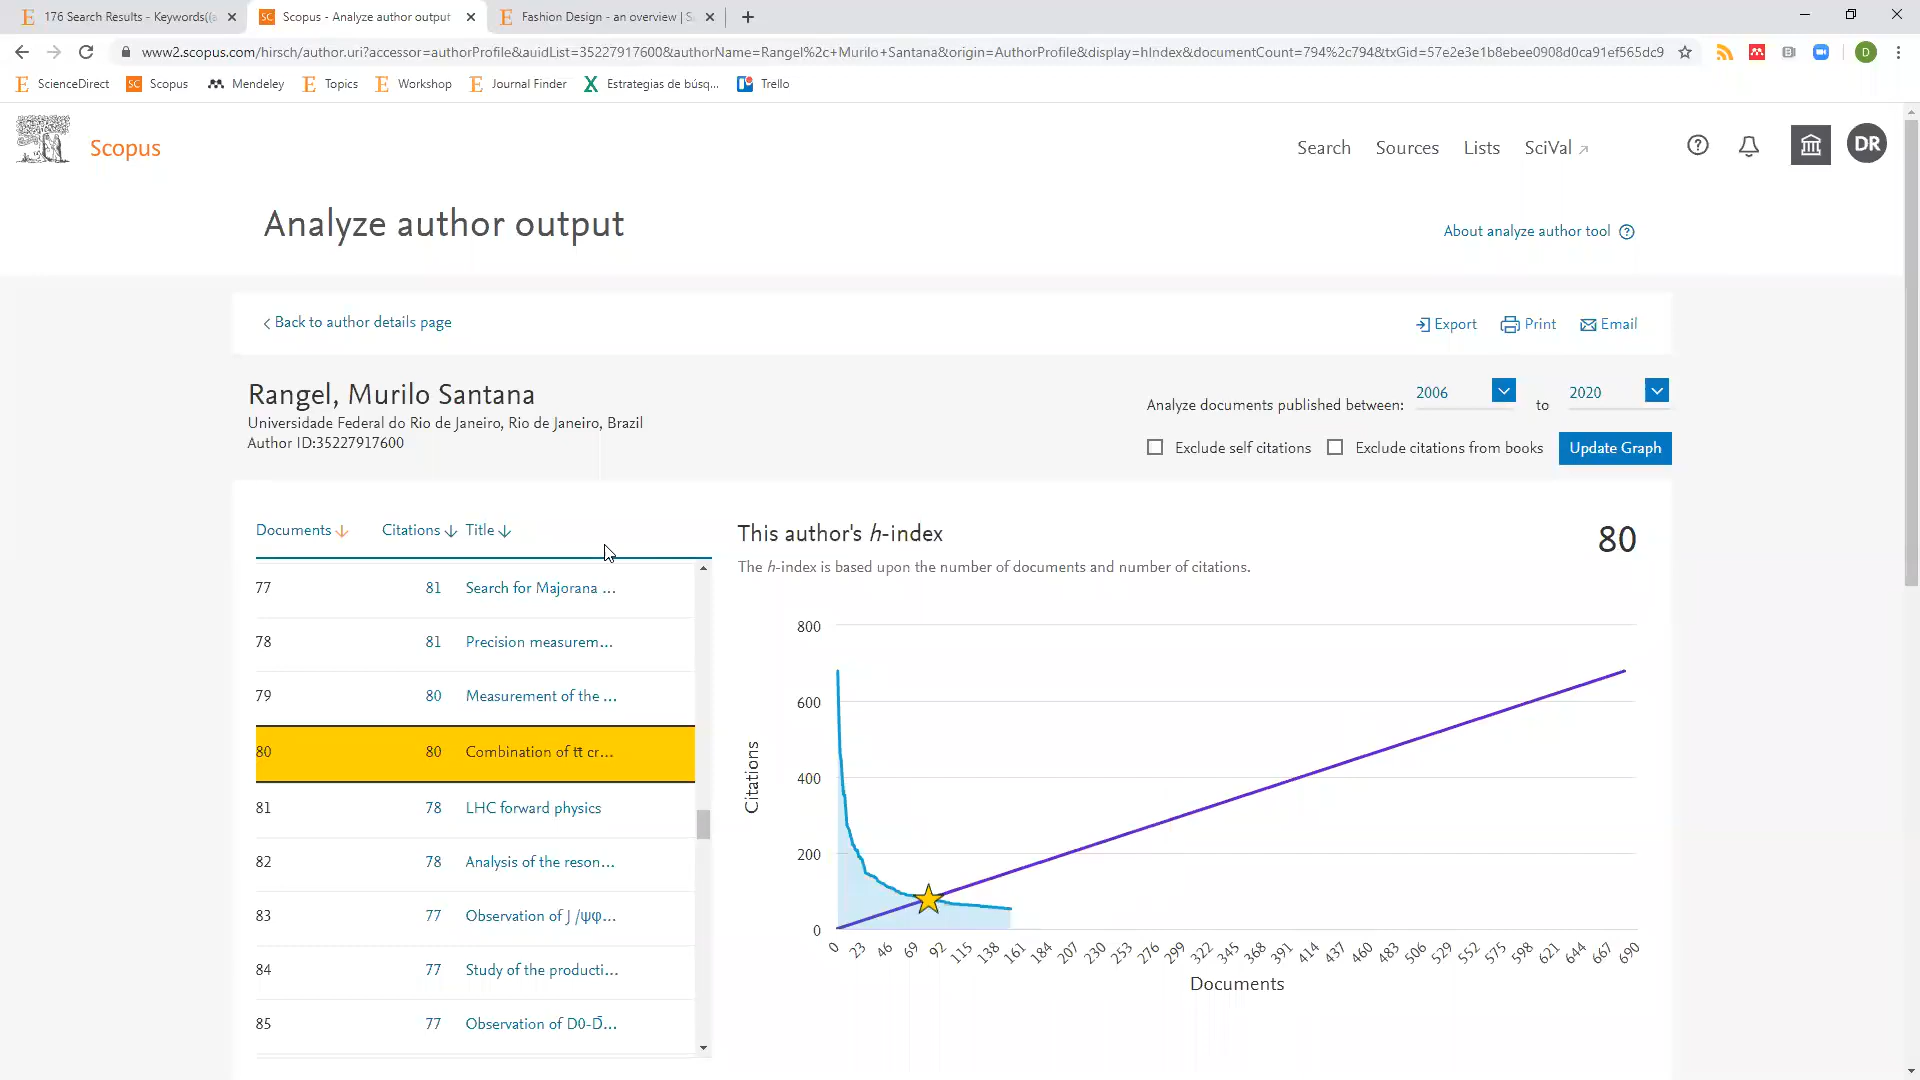 176 Search Results - Keywords((a
Scopus - Analyze author output
Fashion Design - an overview | S
www2.scopus.com/hirsch/author.uri?accessor=authorProfile&auidList=35227917600&authorName=Rangel%2c+Murilo+Santana&origin=AuthorProfile&display=hIndex&documentCount=794%2c794&txGid=57e2e3e1b8ebee0908d0ca91ef565dc9
D
ScienceDirect
SC Scopus
Mendeley
Topics
Workshop
Journal Finder
Estrategias de búsq...
Trello
Scopus
Search
Sources
Lists
SciVal
DR
Analyze author output
About analyze author tool
Back to author details page
Export
Print
Email
Rangel, Murilo Santana
Universidade Federal do Rio de Janeiro, Rio de Janeiro, Brazil
Author ID:35227917600
Analyze documents published between: 2006 to 2020
Exclude self citations
Exclude citations from books
Update Graph
Documents Citations Title
77 81 Search for Majorana ...
78 81 Precision measurem...
79 80 Measurement of the ...
80 80 Combination of tt̄ cr...
81 78 LHC forward physics
82 78 Analysis of the reson...
83 77 Observation of J /ψφ...
84 77 Study of the producti...
85 77 Observation of D0-D̄...
This author's h-index
80
The h-index is based upon the number of documents and number of citations.
800
600
400
200
0
Citations
0 23 46 69 92 115 138 161 184 207 230 253 276 299 322 345 368 391 414 437 460 483 506 529 552 575 598 621 644 667 690
Documents